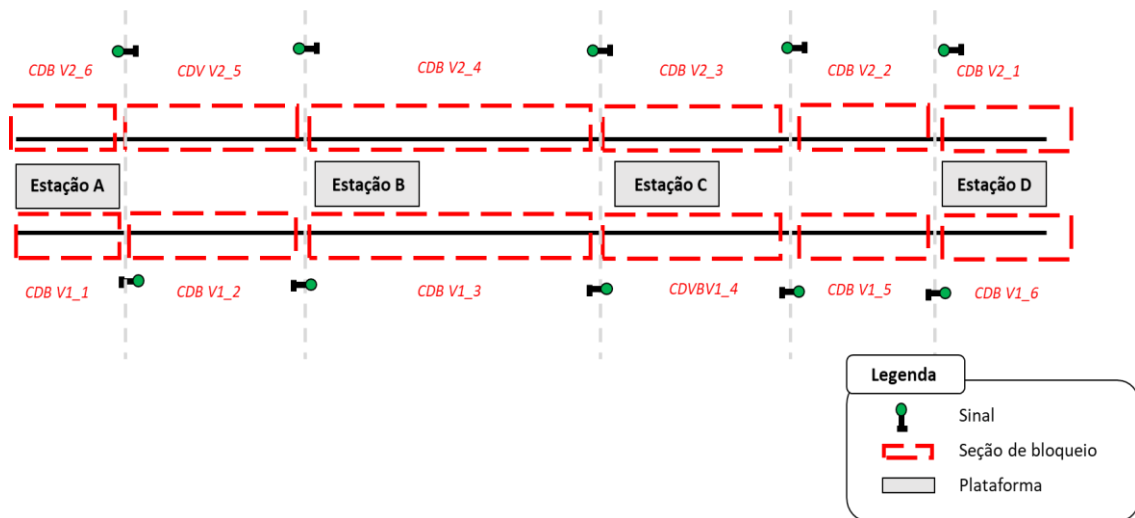 CDB V2_6
CDV V2_5
CDB V2_4
CDB V2_3
CDB V2_2
CDB V2_1
Estação A
Estação B
Estação C
Estação D
CDB V1_1
CDB V1_2
CDB V1_3
CDVBV1_4
CDB V1_5
CDB V1_6
Legenda
Sinal
Seção de bloqueio
Plataforma